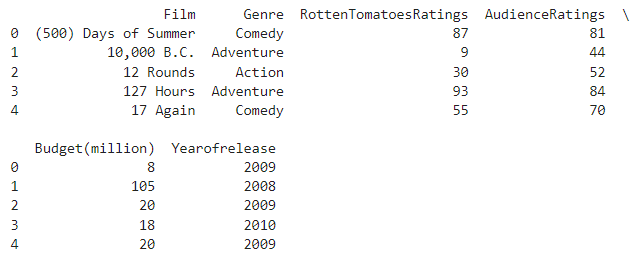 Film Genre RottenTomatoesRatings AudienceRatings \
0 (500) Days of Summer Comedy 87 81
1 10,000 B.C. Adventure 9 44
2 12 Rounds Action 30 52
3 127 Hours Adventure 93 84
4 17 Again Comedy 55 70
Budget(million) Yearofrelease
0 8 2009
1 105 2008
2 20 2009
3 18 2010
4 20 2009